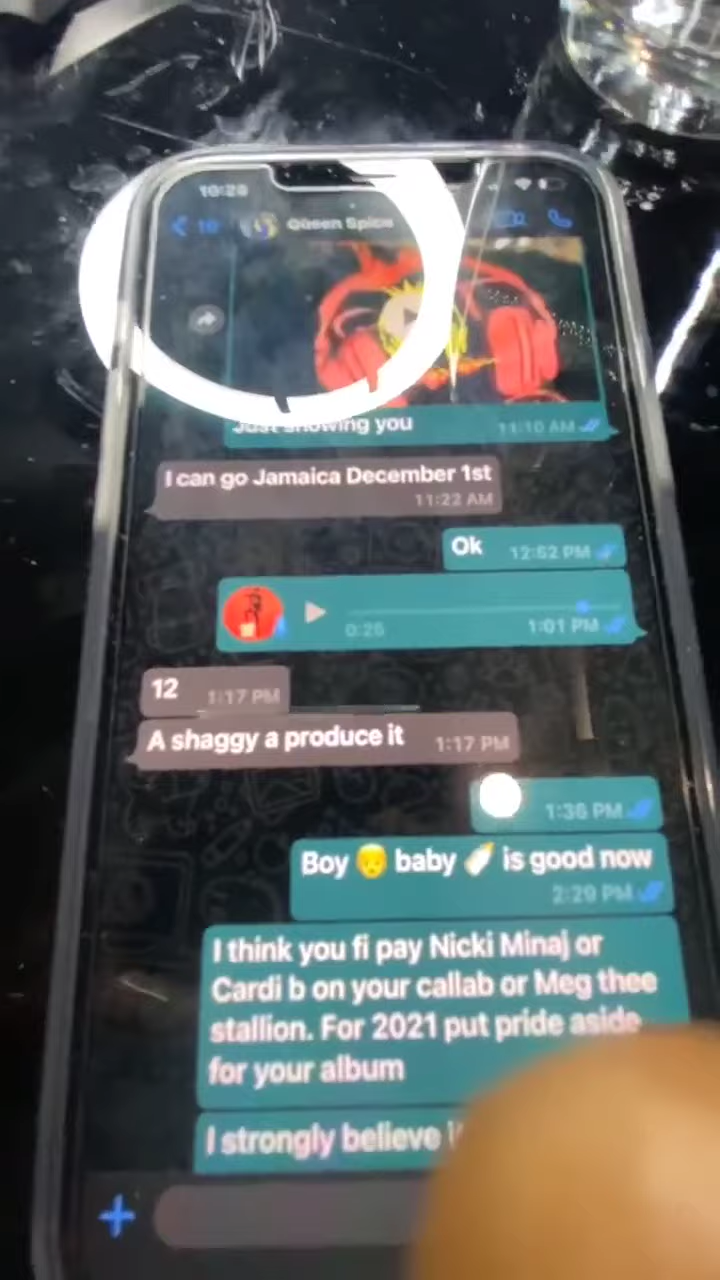 10:28
16 Queen Spice
Just showing you 11:10 AM
I can go Jamaica December 1st
11:22 AM
Ok 12:52 PM
0:26 1:01 PM
12 1:17 PM
A shaggy a produce it 1:17 PM
1:36 PM
Boy 👦 baby 🍼 is good now
2:29 PM
I think you fi pay Nicki Minaj or
Cardi b on your callab or Meg thee
stallion. For 2021 put pride aside
for your album
I strongly believe